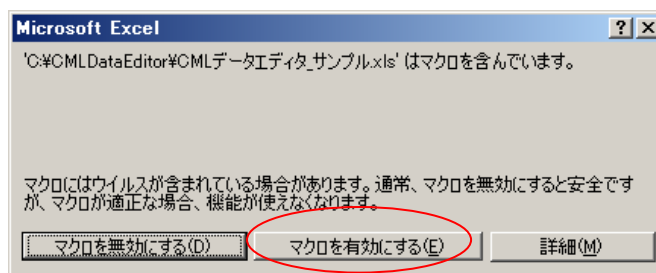 Microsoft Excel
'C:¥CMLDataEditor¥CMLデータエディタ_サンプル.xls' はマクロを含んでいます。
マクロにはウイルスが含まれている場合があります。通常、マクロを無効にすると安全です
が、マクロが適正な場合、機能が使えなくなります。
マクロを無効にする(D)
マクロを有効にする(E)
詳細(M)